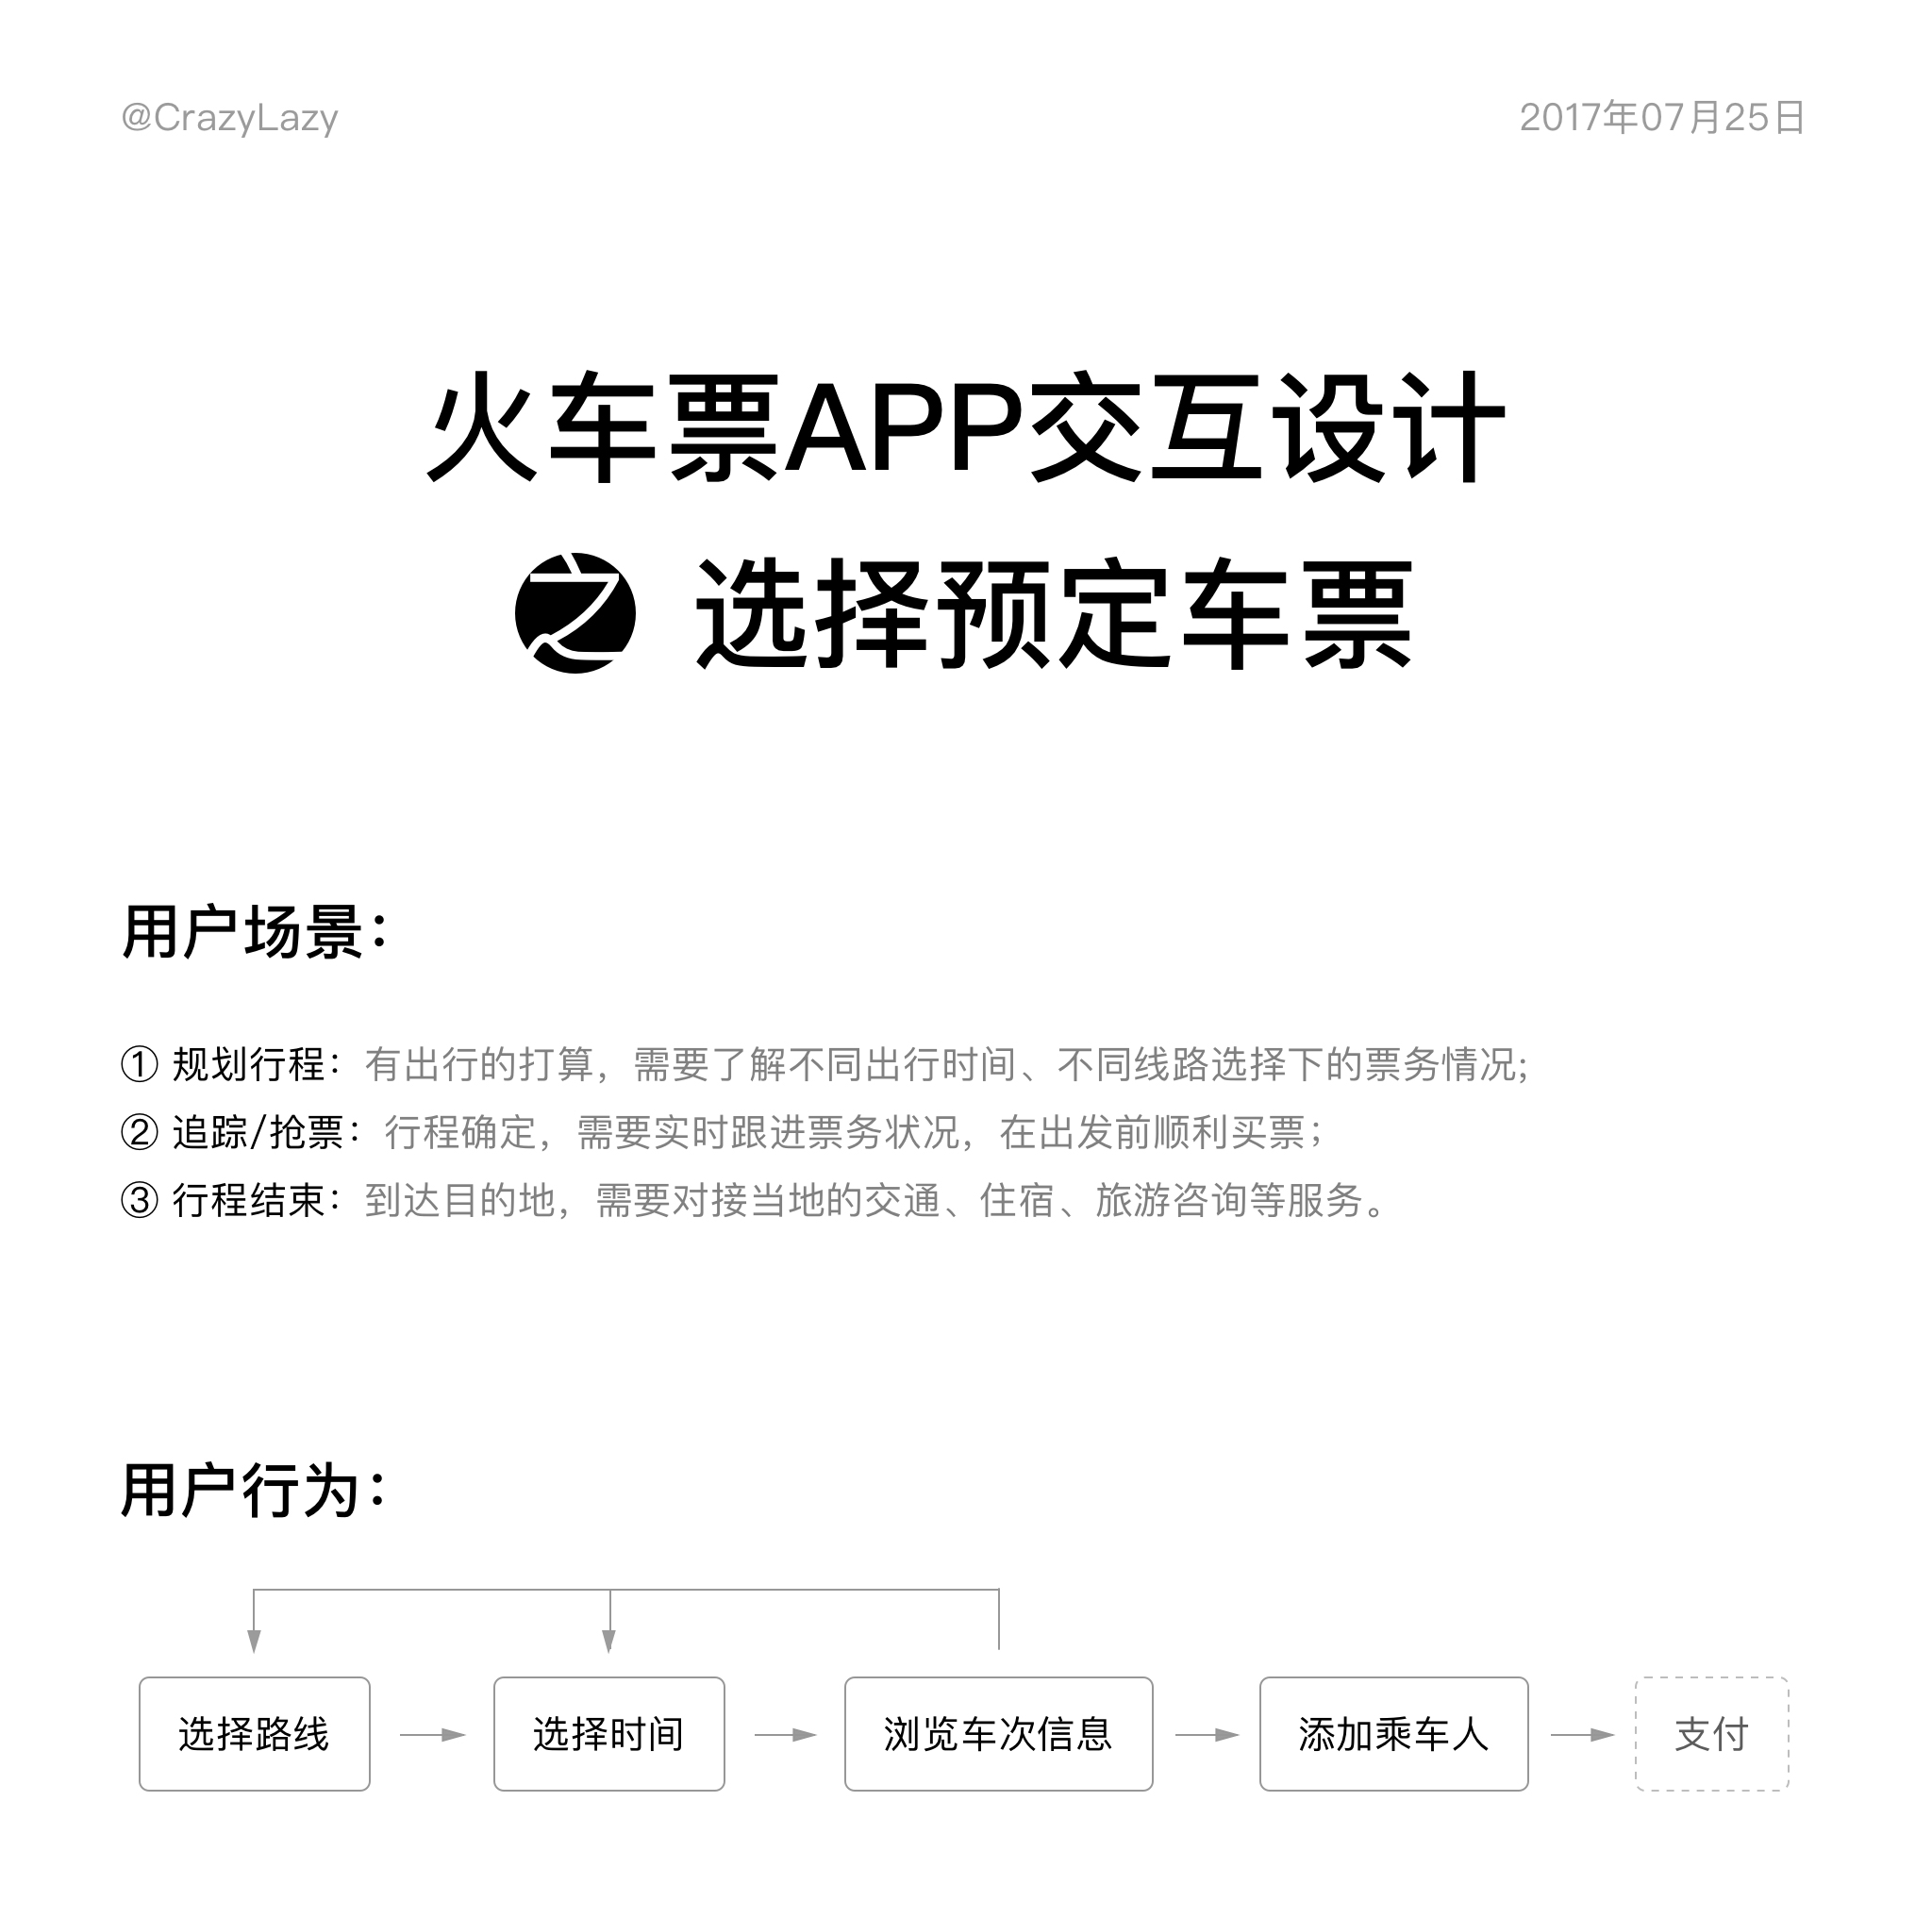 @CrazyLazy
2017年07月25日
火车票APP交互设计
之 选择预定车票
用户场景：
① 规划行程：有出行的打算，需要了解不同出行时间、不同线路选择下的票务情况;
② 追踪/抢票：行程确定，需要实时跟进票务状况，在出发前顺利买票；
③ 行程结束：到达目的地，需要对接当地的交通、住宿、旅游咨询等服务。
用户行为：
选择路线
选择时间
浏览车次信息
添加乘车人
支付